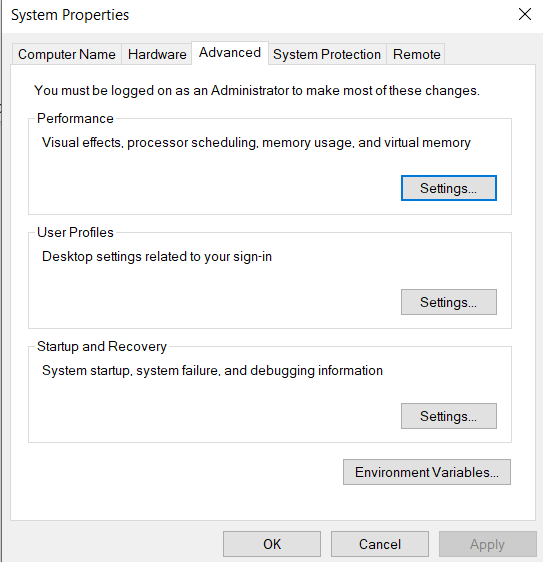 System Properties
Computer Name Hardware Advanced System Protection Remote
You must be logged on as an Administrator to make most of these changes.
Performance
Visual effects, processor scheduling, memory usage, and virtual memory
Settings...
User Profiles
Desktop settings related to your sign-in
Settings...
Startup and Recovery
System startup, system failure, and debugging information
Settings...
Environment Variables...
OK Cancel Apply